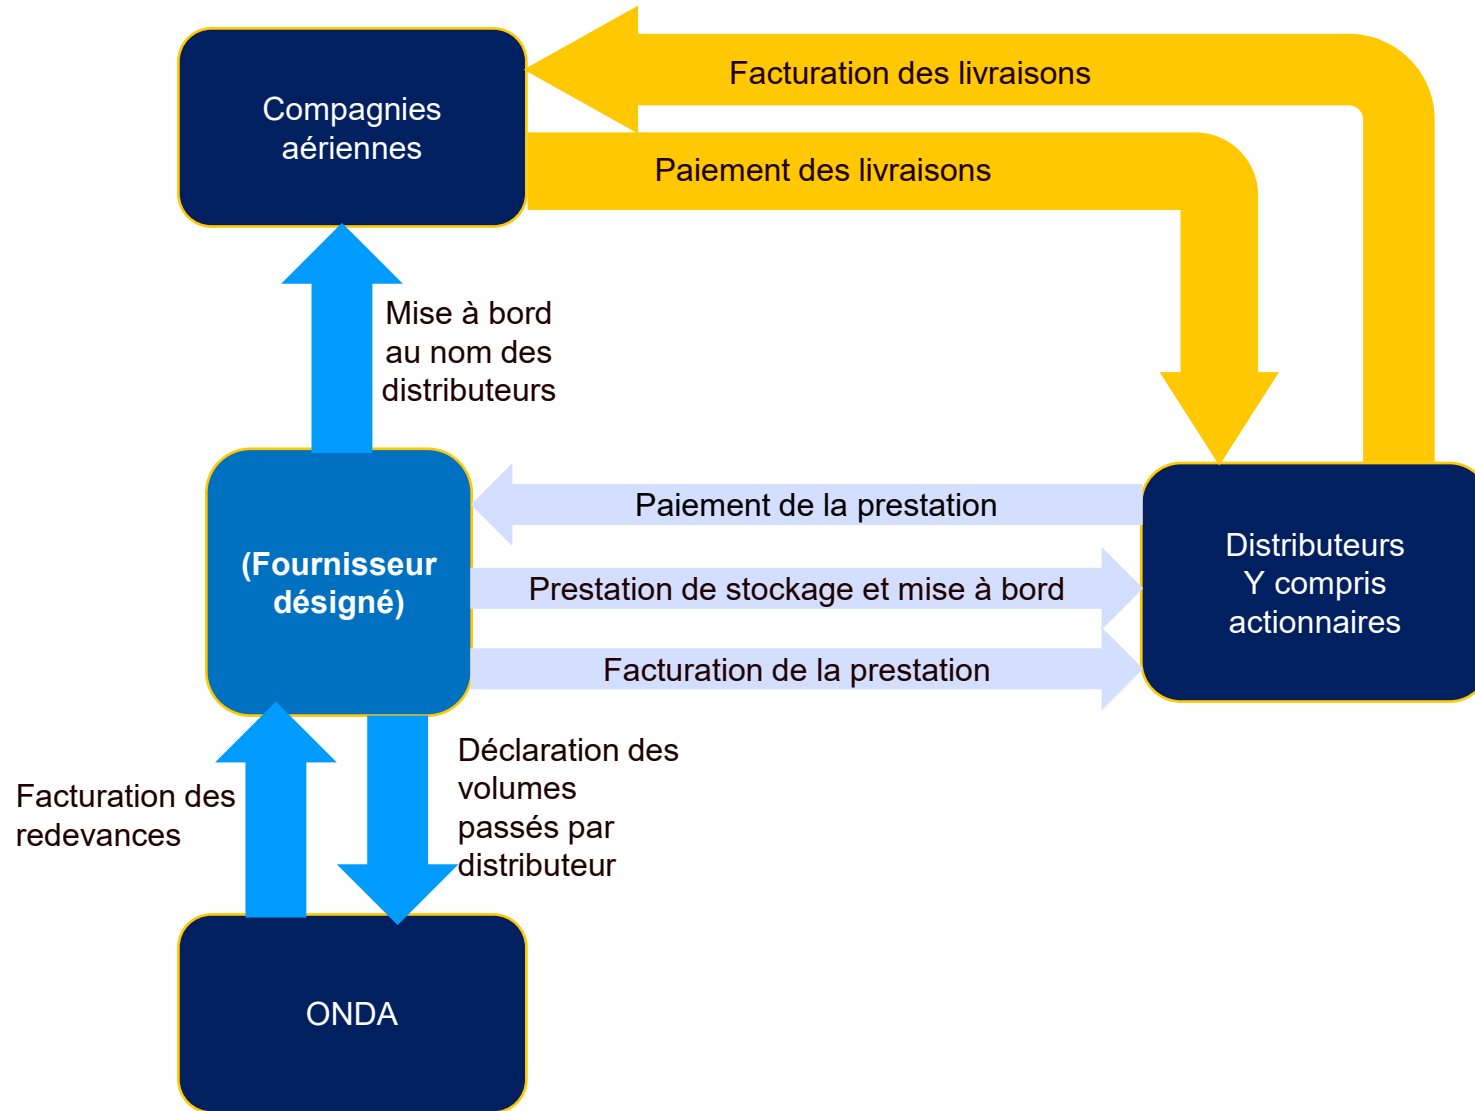 Facturation des livraisons
Compagnies
aériennes
Paiement des livraisons
Mise à bord
au nom des
distributeurs
Paiement de la prestation
(Fournisseur
désigné)
Prestation de stockage et mise à bord
Distributeurs
Y compris
actionnaires
Facturation de la prestation
Facturation des
redevances
Déclaration des
volumes
passés par
distributeur
ONDA